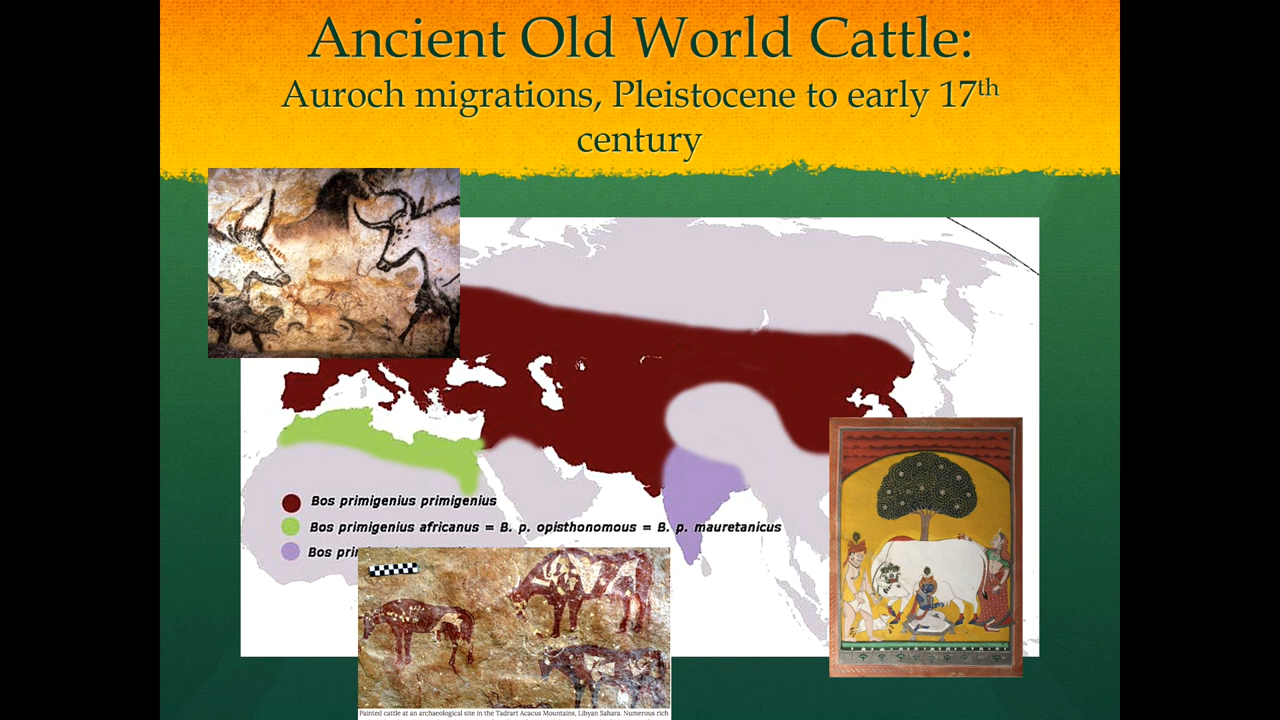 Ancient Old World Cattle:
Auroch migrations, Pleistocene to early 17th
century
Bos primigenius primigenius
Bos primigenius africanus = B. p. opisthonomous = B. p. mauretanicus
Bos
Painted cattle at an archaeological site in the Tadrart Acacus Mountains, Libyan Sahara. Numerous rich